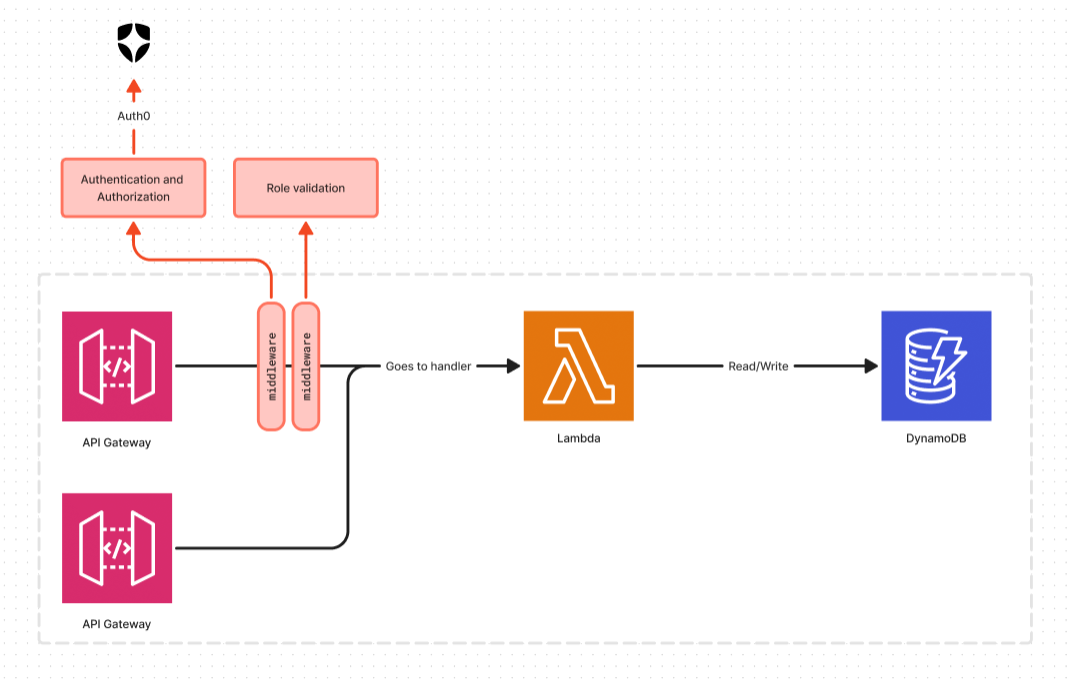 Auth0
Authentication and
Authorization
Role validation
middleware
middleware
</>
Goes to handler
Read/Write
API Gateway
Lambda
DynamoDB
</>
API Gateway